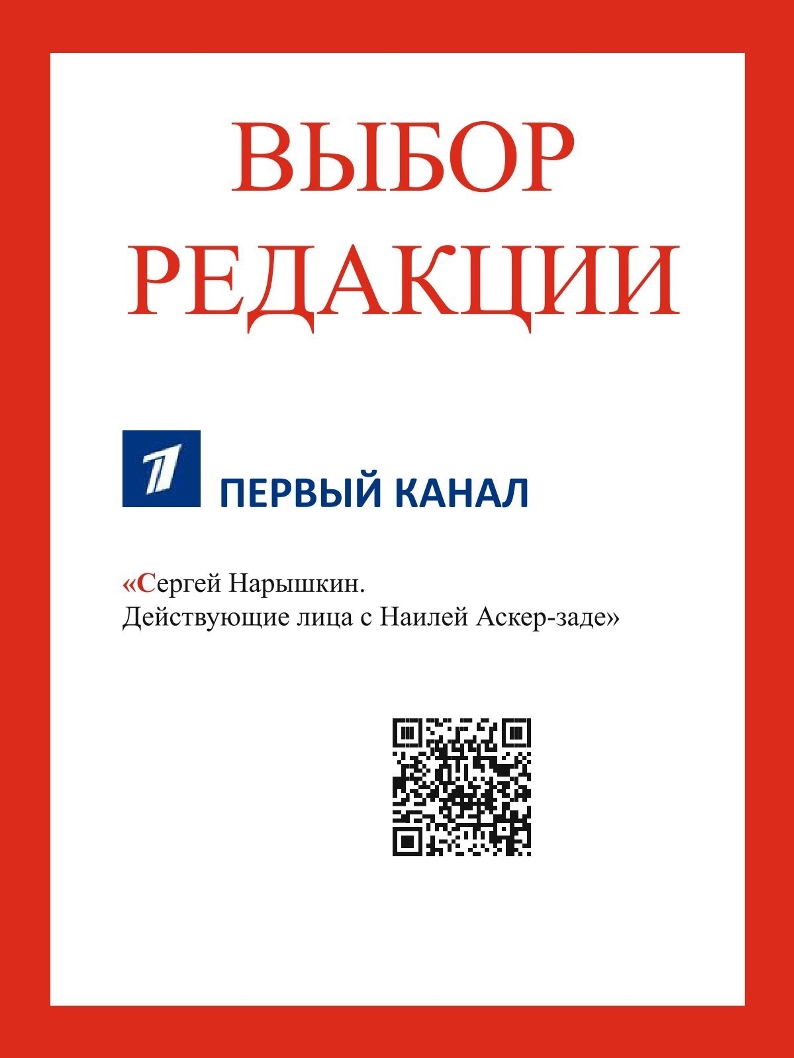 ВЫБОР
РЕДАКЦИИ
ПЕРВЫЙ КАНАЛ
«Сергей Нарышкин.
Действующие лица с Наилей Аскер-заде»